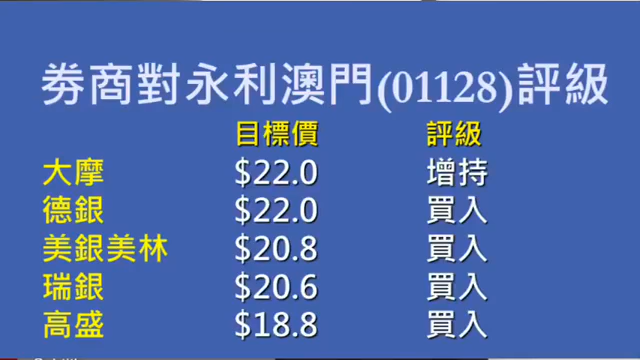 券商對永利澳門(01128)評級
目標價 評級
大摩 $22.0 增持
德銀 $22.0 買入
美銀美林 $20.8 買入
瑞銀 $20.6 買入
高盛 $18.8 買入